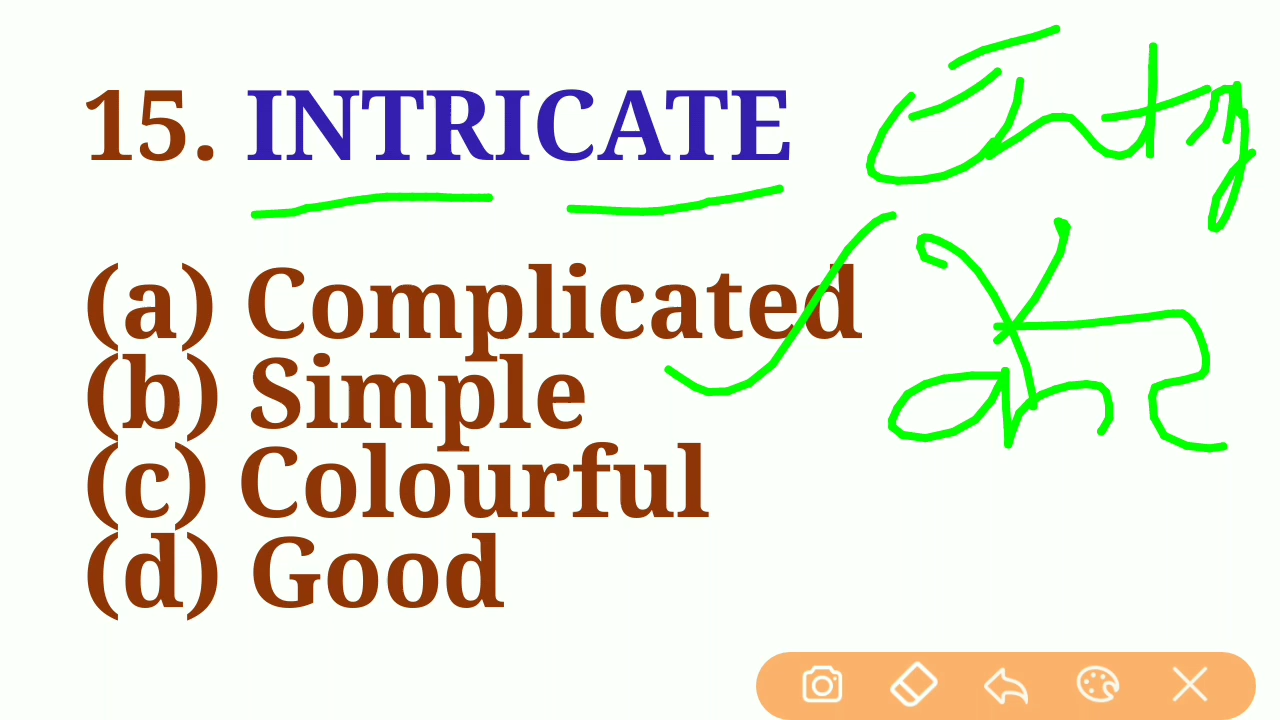 15. INTRICATE
(a) Complicated
(b) Simple
(c) Colourful
(d) Good